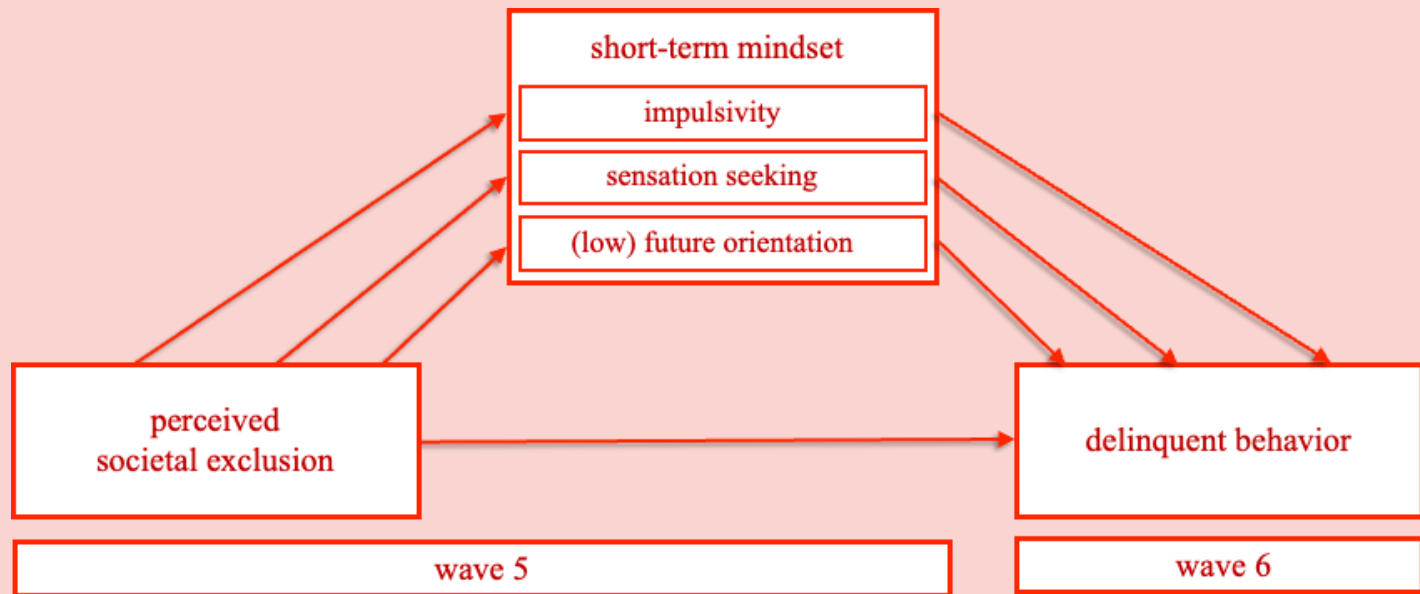 short-term mindset
impulsivity
sensation seeking
(low) future orientation
perceived
societal exclusion
delinquent behavior
wave 5
wave 6